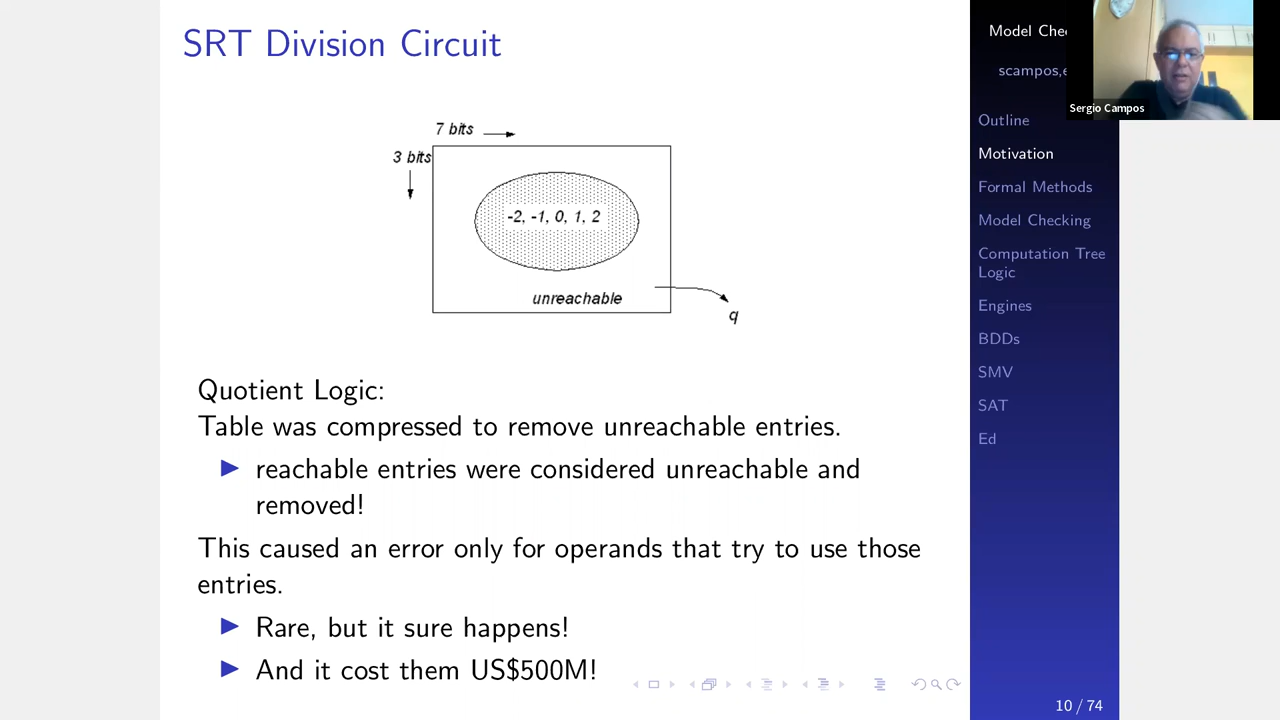 SRT Division Circuit
7 bits
3 bits
-2, -1, 0, 1, 2
unreachable
q
Quotient Logic:
Table was compressed to remove unreachable entries.
reachable entries were considered unreachable and
removed!
This caused an error only for operands that try to use those
entries.
Rare, but it sure happens!
And it cost them US$500M!
Model Che
scampos,e
Sergio Campos
Outline
Motivation
Formal Methods
Model Checking
Computation Tree
Logic
Engines
BDDs
SMV
SAT
Ed
10 / 74